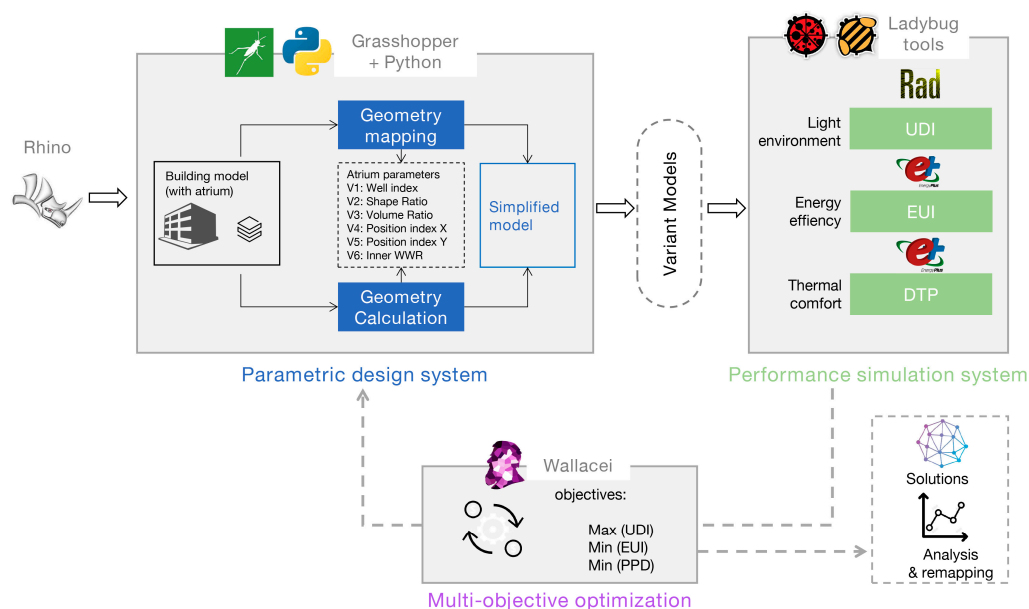 Rhino
Grasshopper
+ Python
Building model
(with atrium)
Geometry
mapping
Atrium parameters
V1: Well index
V2: Shape Ratio
V3: Volume Ratio
V4: Position index X
V5: Position index Y
V6: Inner WWR
Geometry
Calculation
Simplified
model
Parametric design system
Variant Models
Ladybug
tools
Rad
Light
environment
UDI
e+
EnergyPlus
Energy
effiency
EUI
e+
EnergyPlus
Thermal
comfort
DTP
Performance simulation system
Wallacei
objectives:
Max (UDI)
Min (EUI)
Min (PPD)
Multi-objective optimization
Solutions
Analysis
& remapping